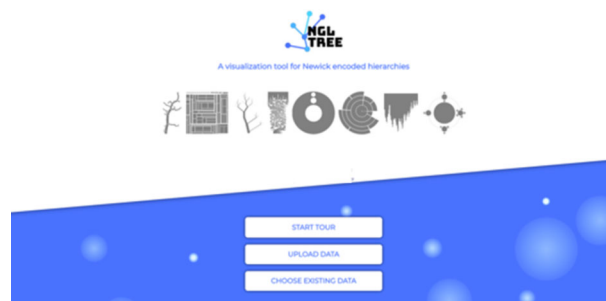 NGL
TREE
A visualization tool for Newick encoded hierarchies
START TOUR
UPLOAD DATA
CHOOSE EXISTING DATA